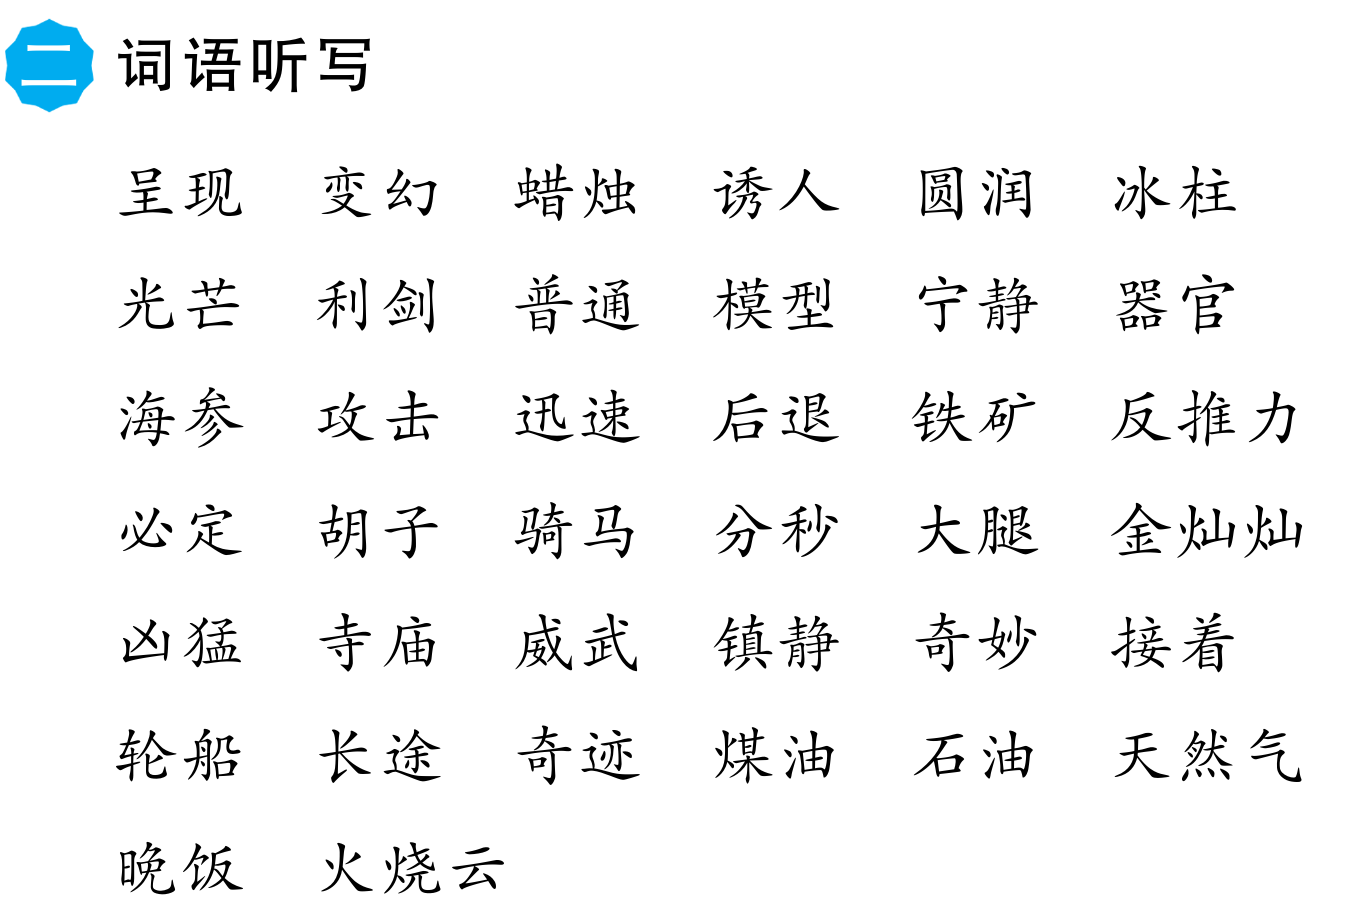 二 词语听写
呈现 变幻 蜡烛 诱人 圆润 冰柱
光芒 利剑 普通 模型 宁静 器官
海参 攻击 迅速 后退 铁矿 反推力
必定 胡子 骑马 分秒 大腿 金灿灿
凶猛 寺庙 威武 镇静 奇妙 接着
轮船 长途 奇迹 煤油 石油 天然气
晚饭 火烧云